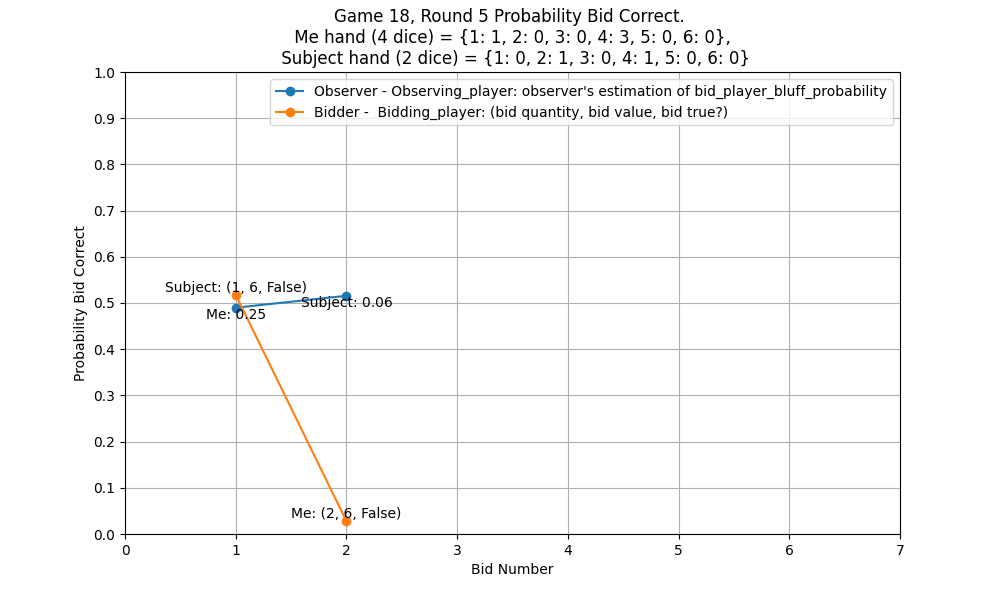 Game 18, Round 5 Probability Bid Correct.
Me hand (4 dice) = {1: 1, 2: 0, 3: 0, 4: 3, 5: 0, 6: 0},
Subject hand (2 dice) = {1: 0, 2: 1, 3: 0, 4: 1, 5: 0, 6: 0}
Observer - Observing_player: observer's estimation of bid_player_bluff_probability
Bidder -  Bidding_player: (bid quantity, bid value, bid true?)
1.0
0.9
0.8
0.7
0.6
0.5
0.4
0.3
0.2
0.1
0.0
Probability Bid Correct
Subject: (1, 6, False)
Me: 0.25
Subject: 0.06
Me: (2, 6, False)
0 1 2 3 4 5 6 7
Bid Number